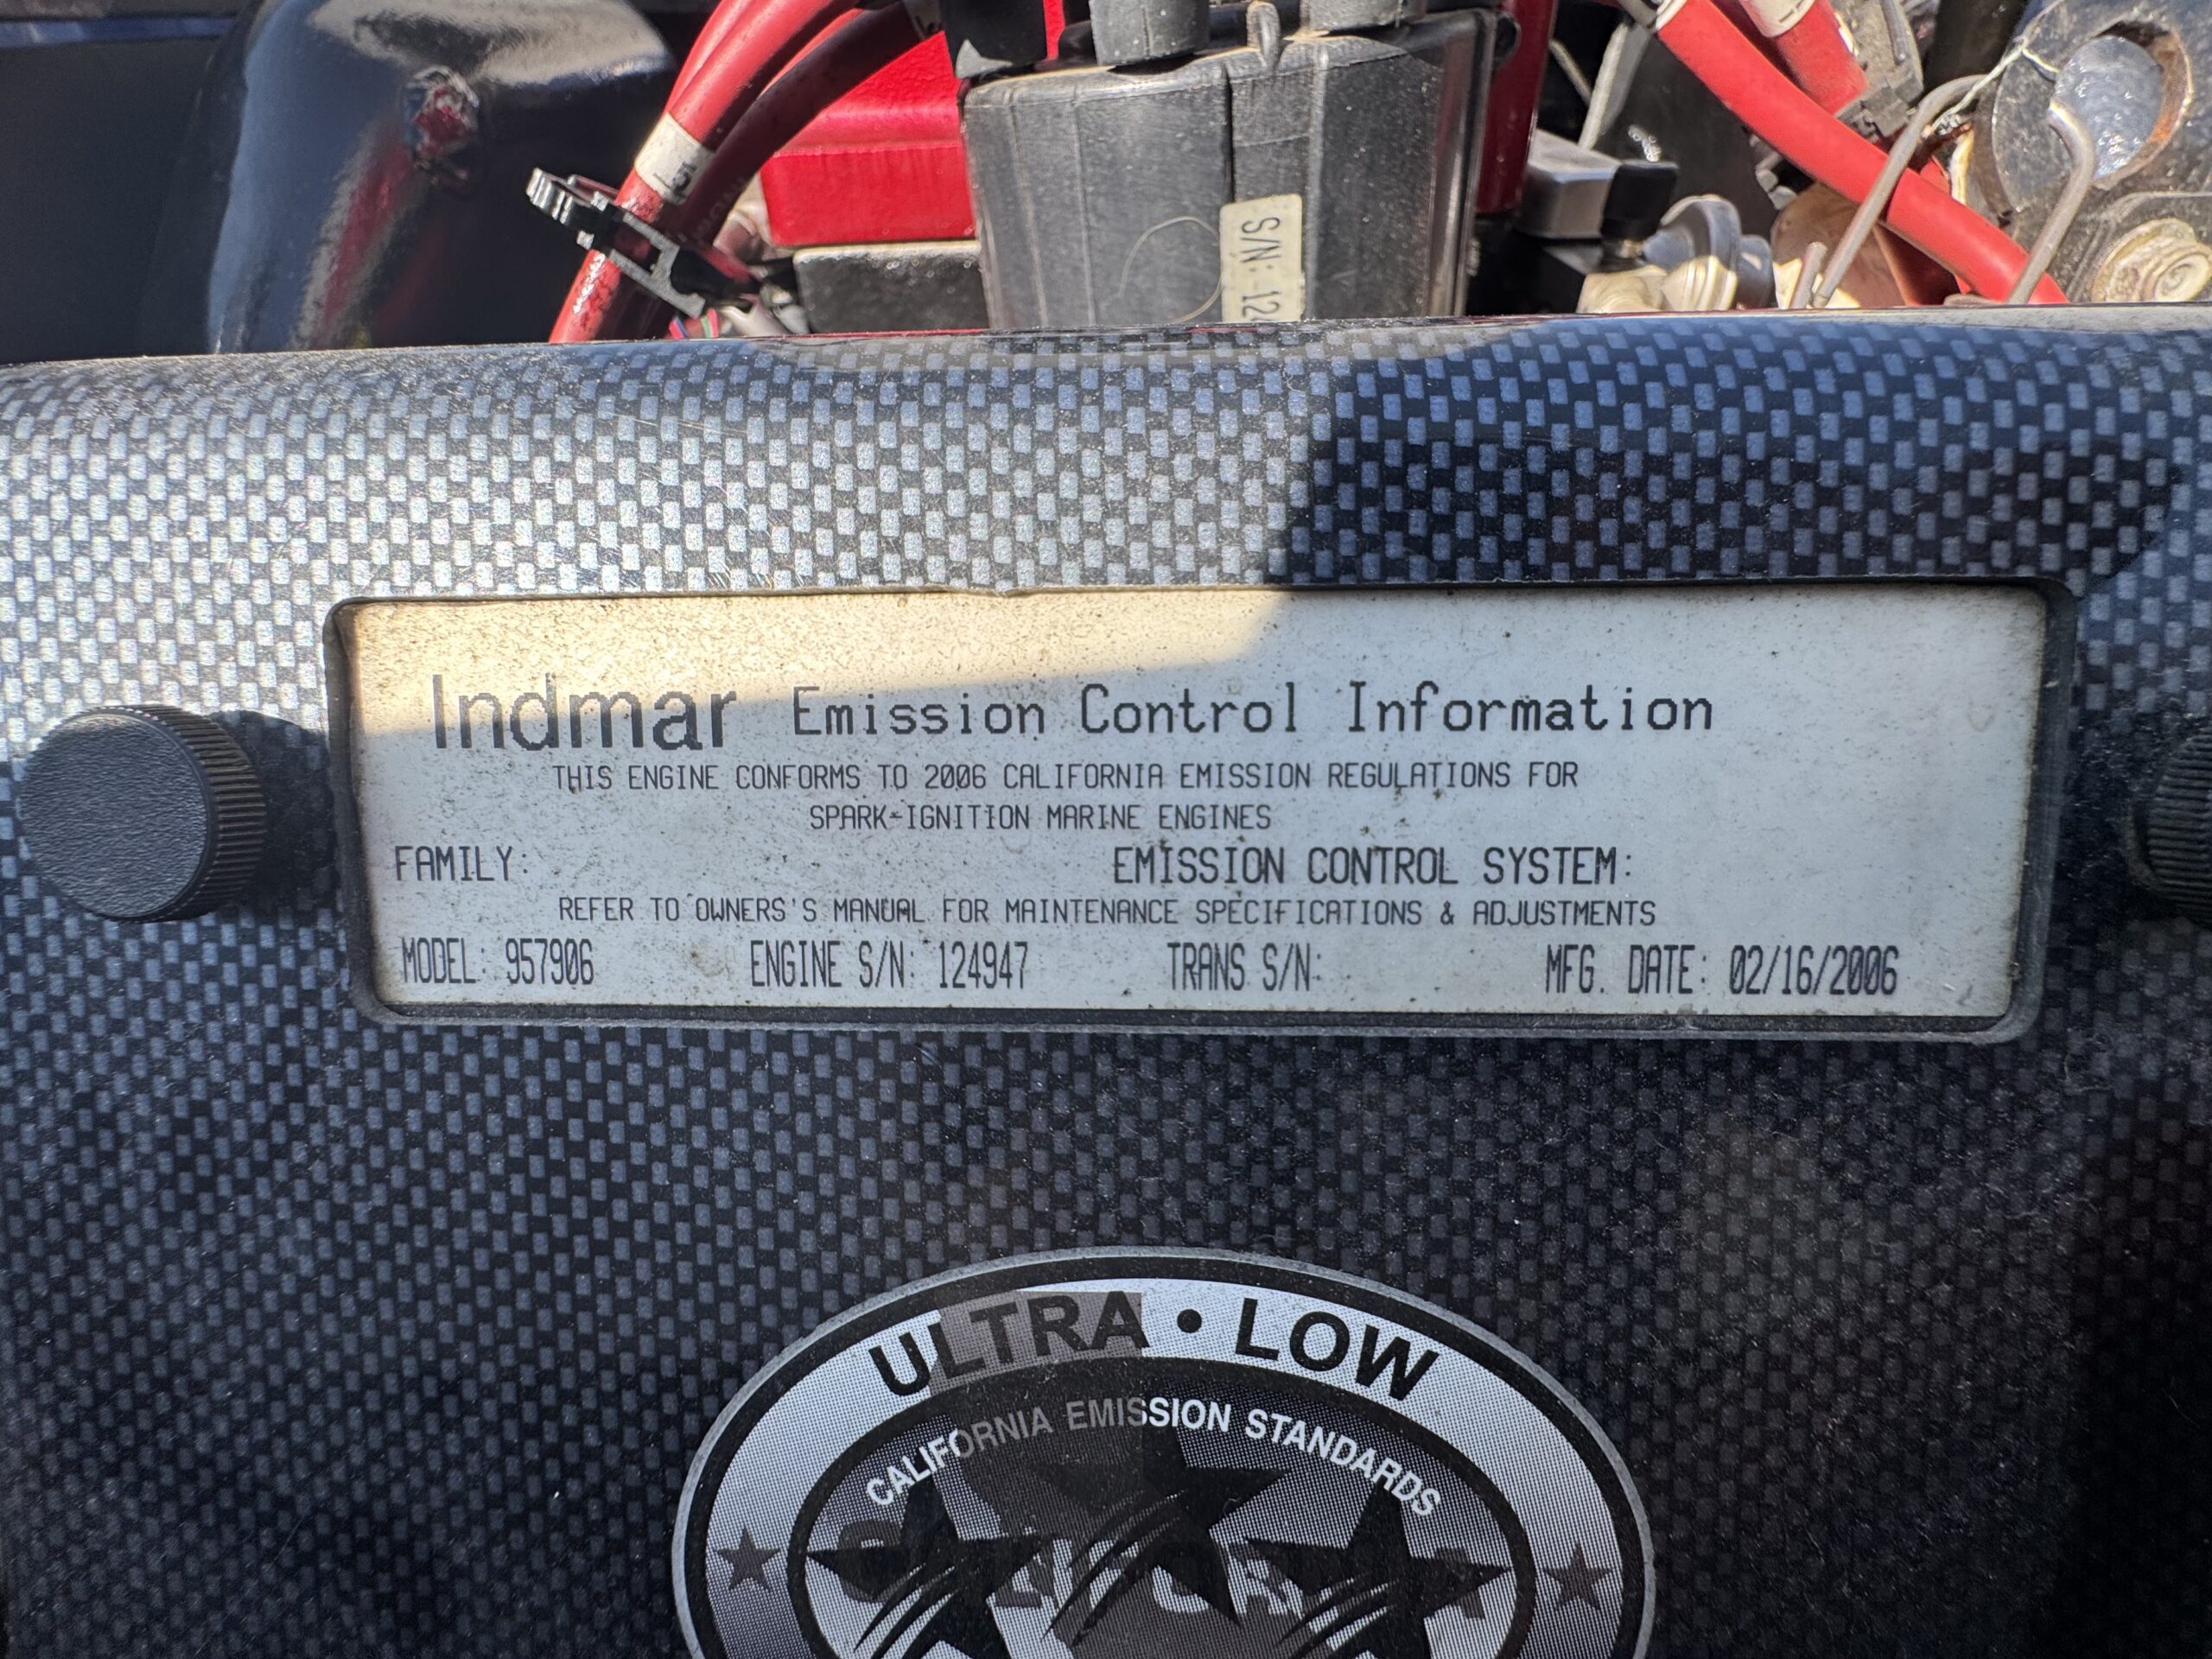 5
S/N: 12
Indmar Emission Control Information
THIS ENGINE CONFORMS TO 2006 CALIFORNIA EMISSION REGULATIONS FOR
SPARK-IGNITION MARINE ENGINES
FAMILY: EMISSION CONTROL SYSTEM:
REFER TO OWNERS'S MANUAL FOR MAINTENANCE SPECIFICATIONS & ADJUSTMENTS
MODEL: 957906 ENGINE S/N: 124947 TRANS S/N: MFG. DATE: 02/16/2006
ULTRA • LOW
CALIFORNIA EMISSION STANDARDS